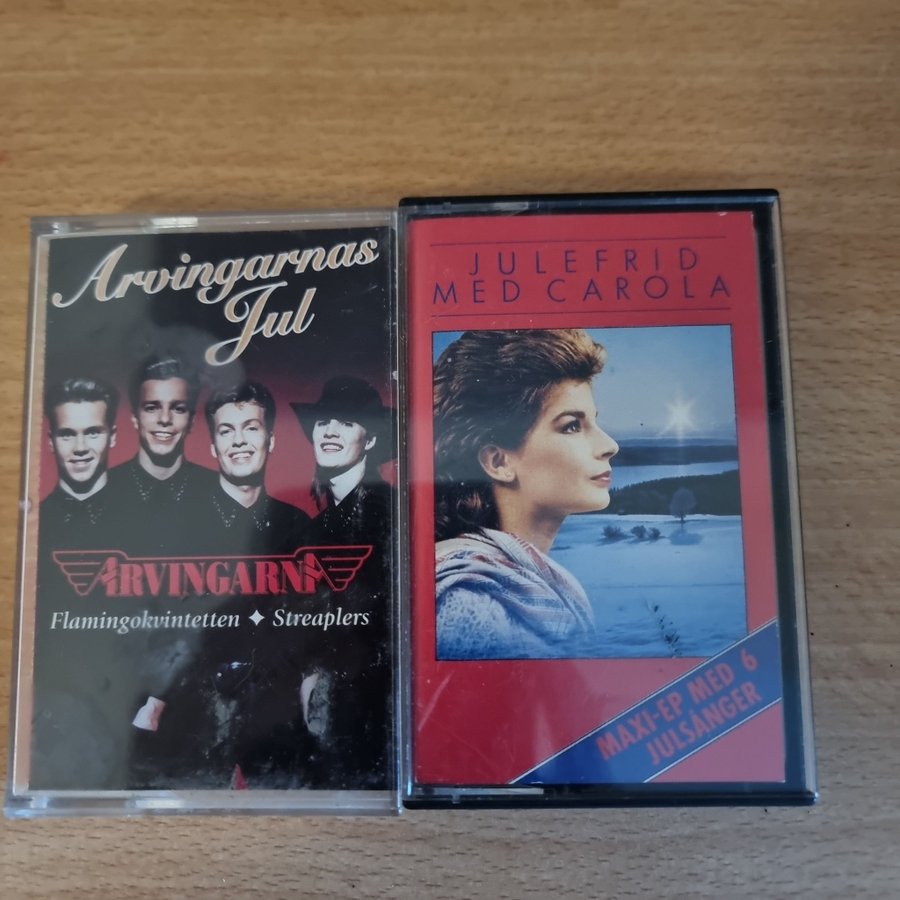 Arvingarnas
Jul
ARVINGARNA
Flamingokvintetten ✦ Streaplers
JULEFRID
MED CAROLA
MAXI-EP MED 6
JULSÅNGER